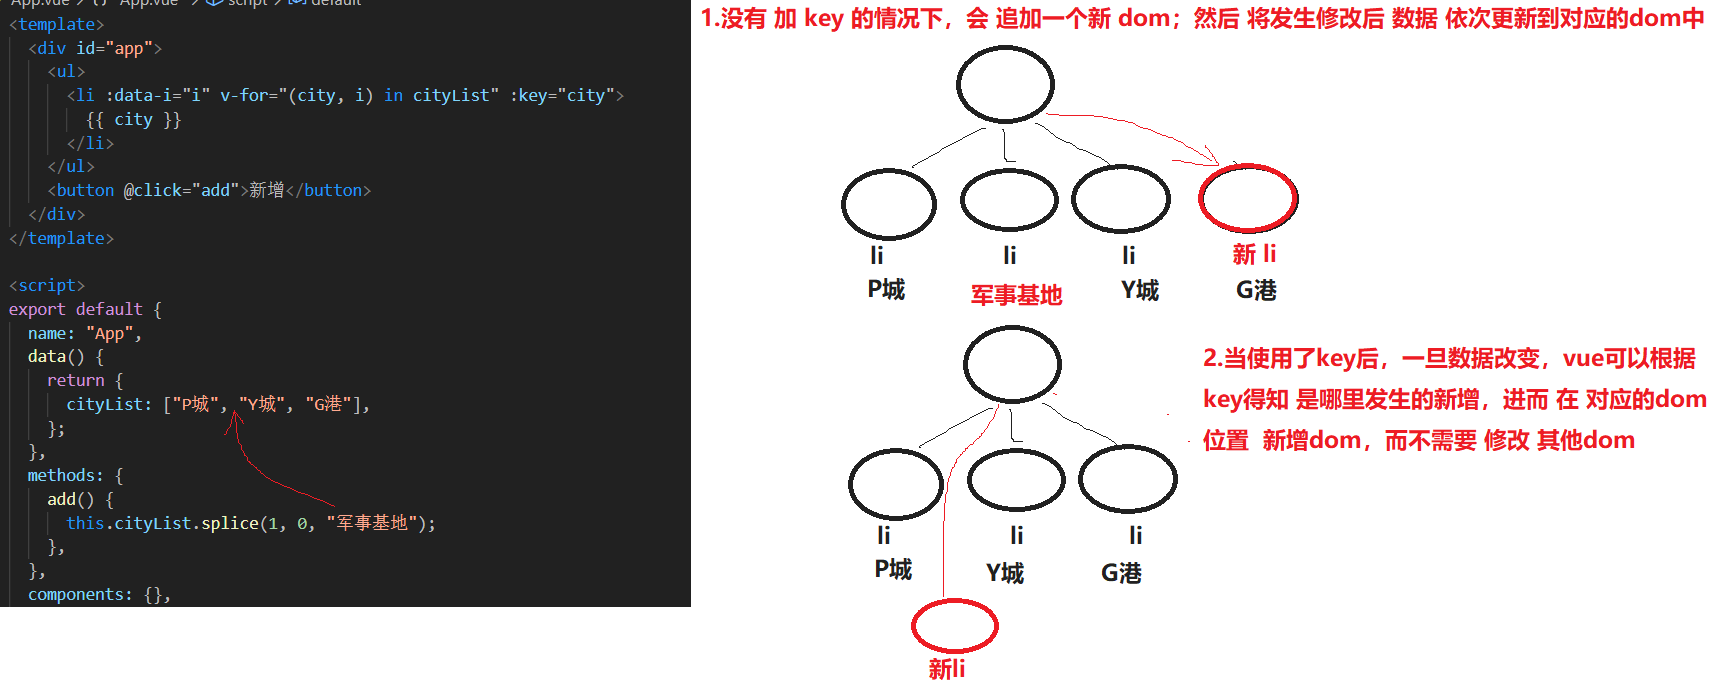 App.vue > {} "App.vue" > script > default
<template>
<div id="app">
<ul>
<li :data-i="i" v-for="(city, i) in cityList" :key="city">
{{ city }}
</li>
</ul>
<button @click="add">新增</button>
</div>
</template>
<script>
export default {
name: "App",
data() {
return {
cityList: ["P城", "Y城", "G港"],
};
},
methods: {
add() {
this.cityList.splice(1, 0, "军事基地");
},
},
components: {},
1.没有 加 key 的情况下，会 追加一个新 dom；然后 将发生修改后 数据 依次更新到对应的dom中
li li li 新 li
P城 军事基地 Y城 G港
2.当使用了key后，一旦数据改变，vue可以根据
key得知 是哪里发生的新增，进而 在 对应的dom
位置 新增dom，而不需要 修改 其他dom
li li li
P城 Y城 G港
新li